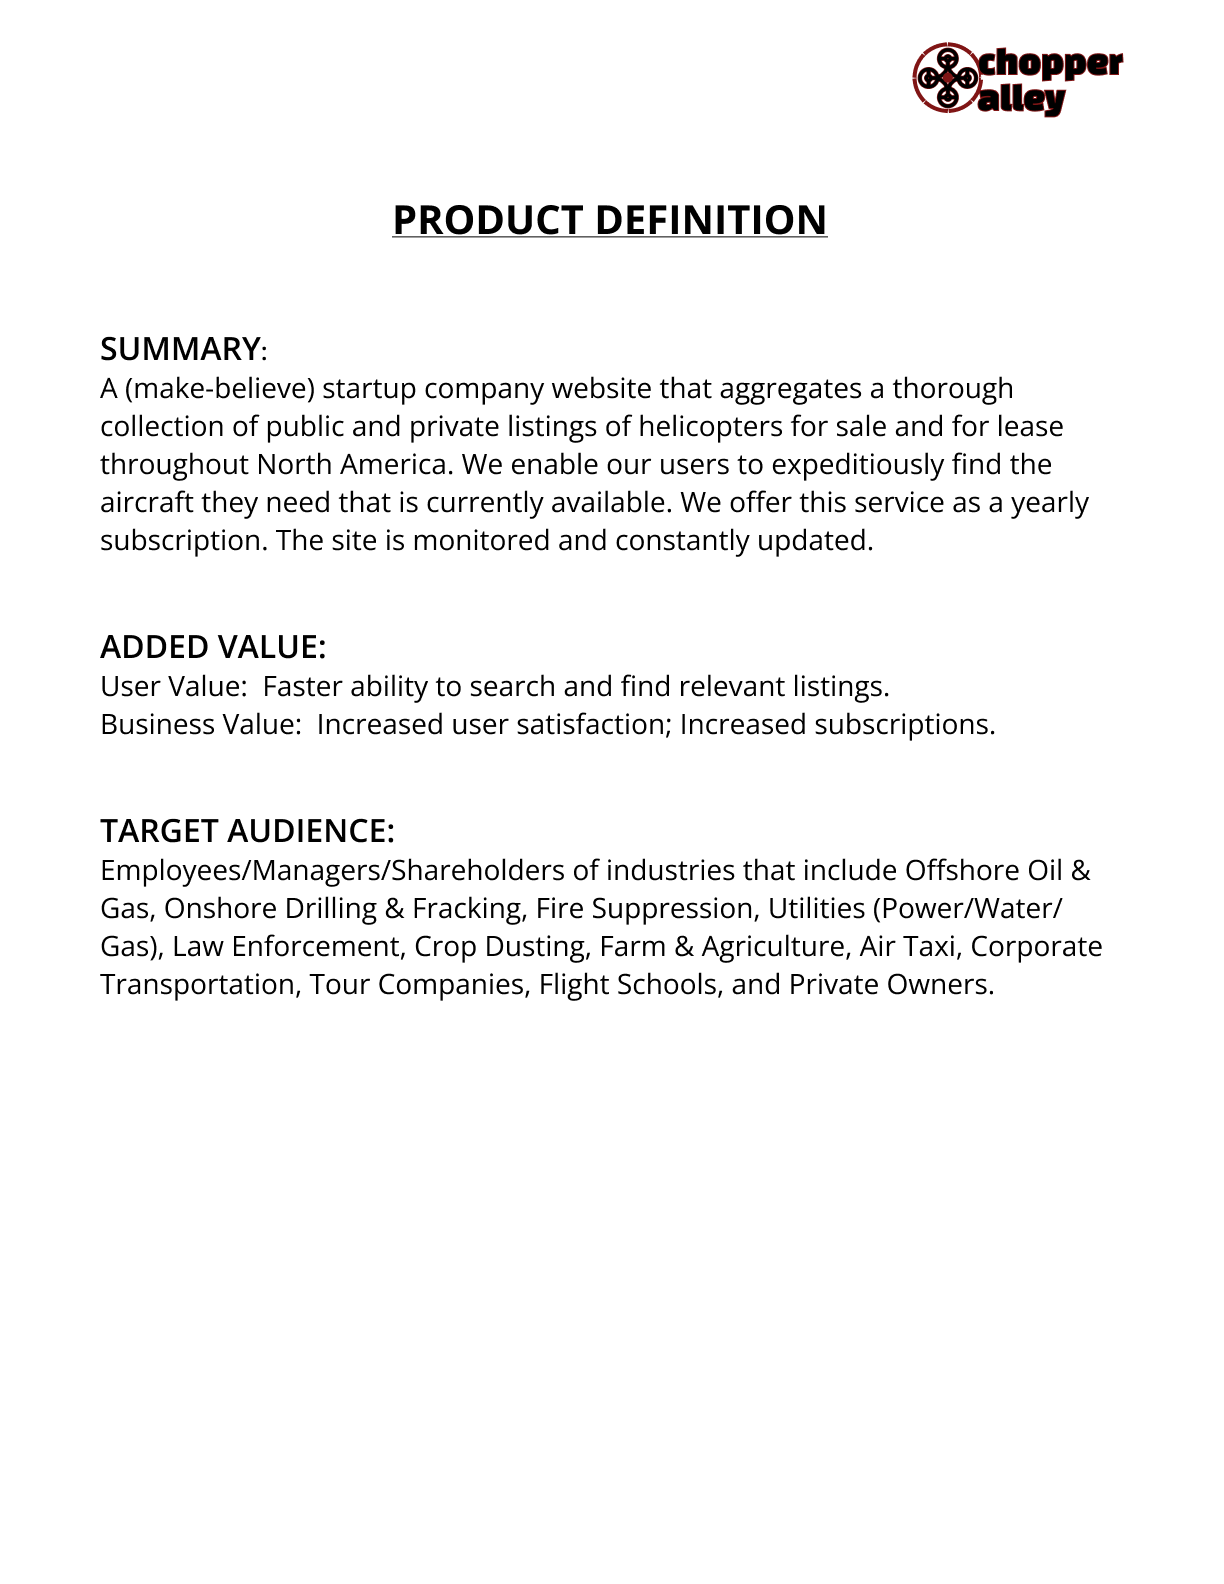 chopper
alley
PRODUCT DEFINITION
SUMMARY:
A (make-believe) startup company website that aggregates a thorough
collection of public and private listings of helicopters for sale and for lease
throughout North America. We enable our users to expeditiously find the
aircraft they need that is currently available. We offer this service as a yearly
subscription. The site is monitored and constantly updated.
ADDED VALUE:
User Value:  Faster ability to search and find relevant listings.
Business Value:  Increased user satisfaction; Increased subscriptions.
TARGET AUDIENCE:
Employees/Managers/Shareholders of industries that include Offshore Oil &
Gas, Onshore Drilling & Fracking, Fire Suppression, Utilities (Power/Water/
Gas), Law Enforcement, Crop Dusting, Farm & Agriculture, Air Taxi, Corporate
Transportation, Tour Companies, Flight Schools, and Private Owners.